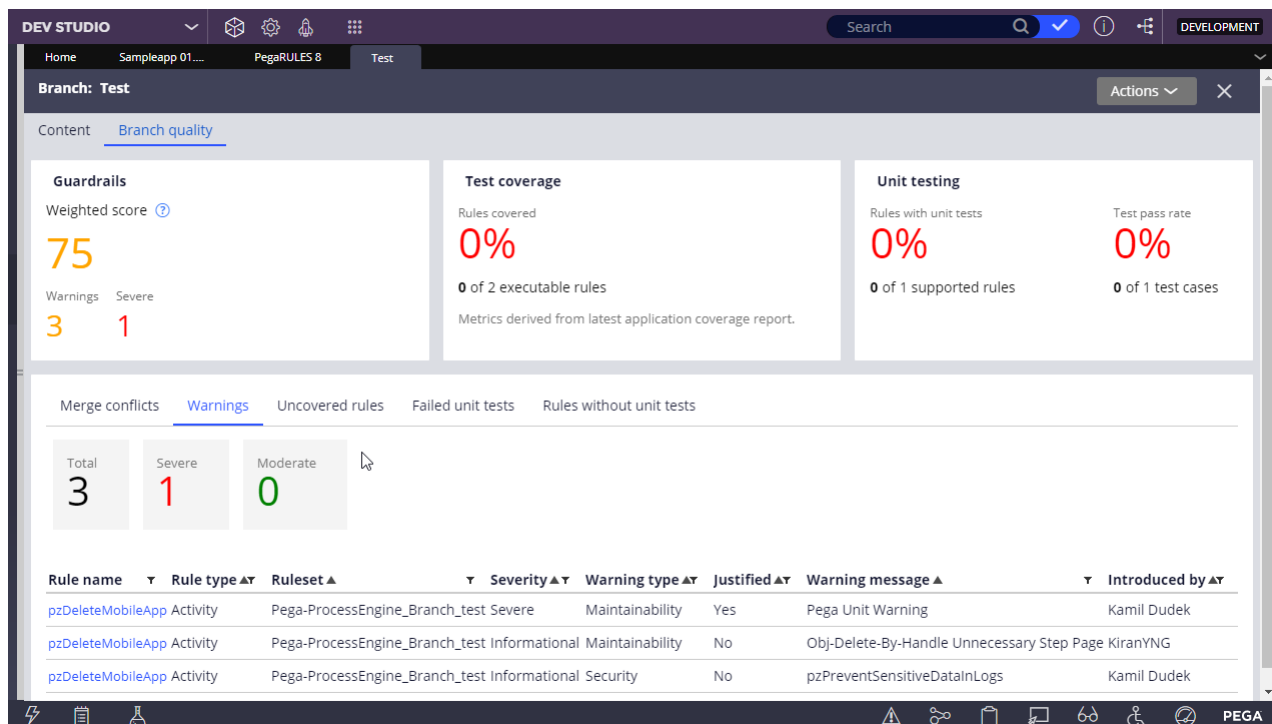 DEV STUDIO
Search
DEVELOPMENT
Home
Sampleapp 01....
PegaRULES 8
Test
Branch: Test
Actions
Content
Branch quality
Guardrails
Weighted score ?
75
Warnings Severe
3 1
Test coverage
Rules covered
0%
0 of 2 executable rules
Metrics derived from latest application coverage report.
Unit testing
Rules with unit tests Test pass rate
0% 0%
0 of 1 supported rules 0 of 1 test cases
Merge conflicts Warnings Uncovered rules Failed unit tests Rules without unit tests
Total Severe Moderate
3 1 0
Rule name Rule type Ruleset Severity Warning type Justified Warning message Introduced by
pzDeleteMobileApp Activity Pega-ProcessEngine_Branch_test Severe Maintainability Yes Pega Unit Warning Kamil Dudek
pzDeleteMobileApp Activity Pega-ProcessEngine_Branch_test Informational Maintainability No Obj-Delete-By-Handle Unnecessary Step Page KiranYNG
pzDeleteMobileApp Activity Pega-ProcessEngine_Branch_test Informational Security No pzPreventSensitiveDataInLogs Kamil Dudek
PEGA